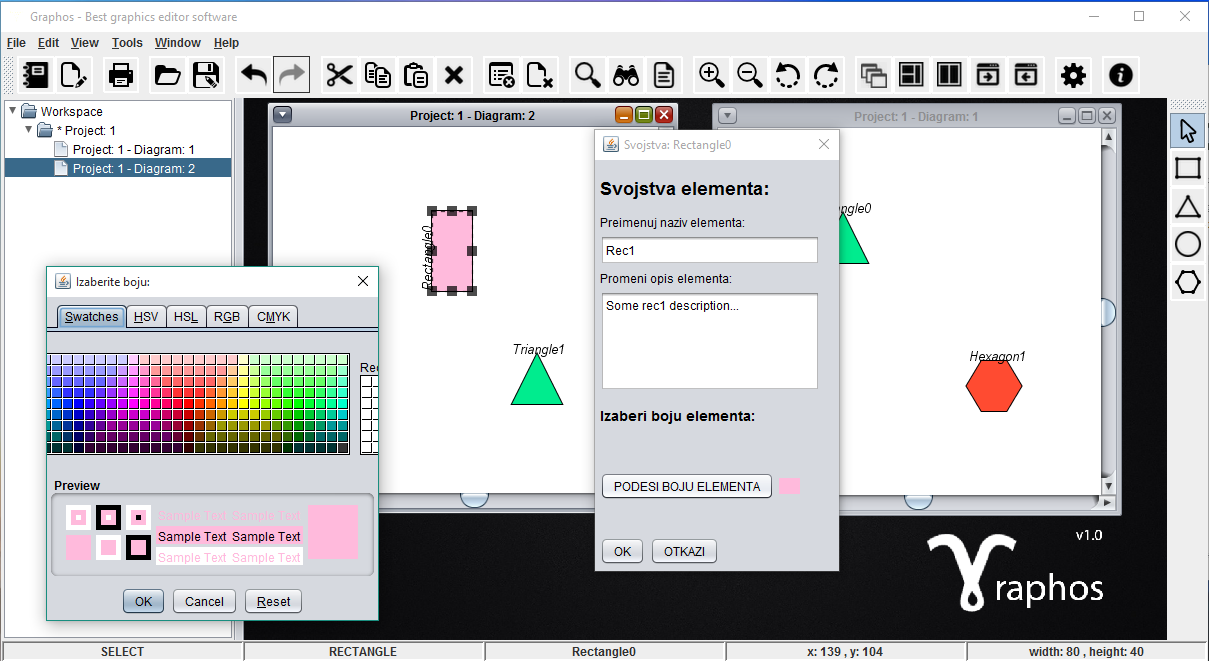 Graphos - Best graphics editor software
File Edit View Tools Window Help
Workspace
* Project: 1
Project: 1 - Diagram: 1
Project: 1 - Diagram: 2
Project: 1 - Diagram: 2
Rectangle0
Triangle1
Project: 1 - Diagram: 1
ngle0
Hexagon1
Svojstva: Rectangle0
Svojstva elementa:
Preimenuj naziv elementa:
Rec1
Promeni opis elementa:
Some rec1 description...
Izaberi boju elementa:
PODESI BOJU ELEMENTA
OK OTKAZI
Izaberite boju:
Swatches HSV HSL RGB CMYK
Rec
Preview
Sample Text Sample Text
Sample Text Sample Text
Sample Text Sample Text
OK Cancel Reset
v1.0
raphos
SELECT RECTANGLE Rectangle0 x: 139 , y: 104 width: 80 , height: 40